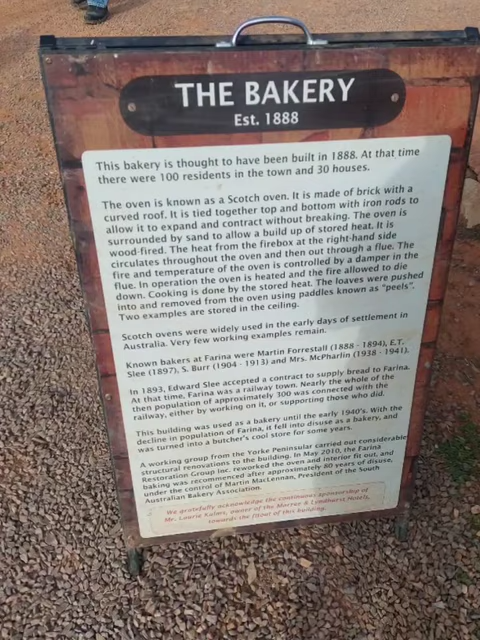 THE BAKERY
Est. 1888
This bakery is thought to have been built in 1888. At that time
there were 100 residents in the town and 30 houses.
The oven is known as a Scotch oven. It is made of brick with a
curved roof. It is tied together top and bottom with iron rods to
allow it to expand and contract without breaking. The oven is
surrounded by sand to allow a build up of stored heat. It is
wood fired. The heat from the firebox at the right-hand side
circulates throughout the oven and then out through a flue. The
fire and temperature of the oven is controlled by a damper in the
flue. In operation the oven is heated and the fire allowed to die
down. Cooking is done by the stored heat. The loaves were pushed
into and removed from the oven using paddles known as "peels".
Two examples are stored in the ceiling.
Scotch ovens were widely used in the early days of settlement in
Australia. Very few working examples remain.
Known bakers at Farina were Martin Forrestall (1888 - 1894), E.T.
Slee (1897), S. Burr (1904 - 1913) and Mrs. McPharlin (1938 - 1941).
In 1893, Edward Slee accepted a contract to supply bread to Farina.
At that time, Farina was a railway town. Nearly the whole of the
then population of approximately 300 was connected with the
railway, either by working on it, or supporting those who did.
This building was used as a bakery until the early 1940's. With the
decline in population of Farina, it fell into disuse as a bakery, and
was turned into a butcher's cool store for some years.
A working group from the Yorke Peninsular carried out considerable
structural renovations to the building. In May 2010, the Farina
Restoration Group Inc. reworked the oven and interior fit out, and
baking was recommenced after approximately 80 years of disuse,
under the control of Martin MacLennan, President of the South
Australian Bakery Association.
We gratefully acknowledge the continuous sponsorship of
Mr. Laurie Kalms, owner of the Marree & Lyndhurst Hotels,
towards the fitout of this building.